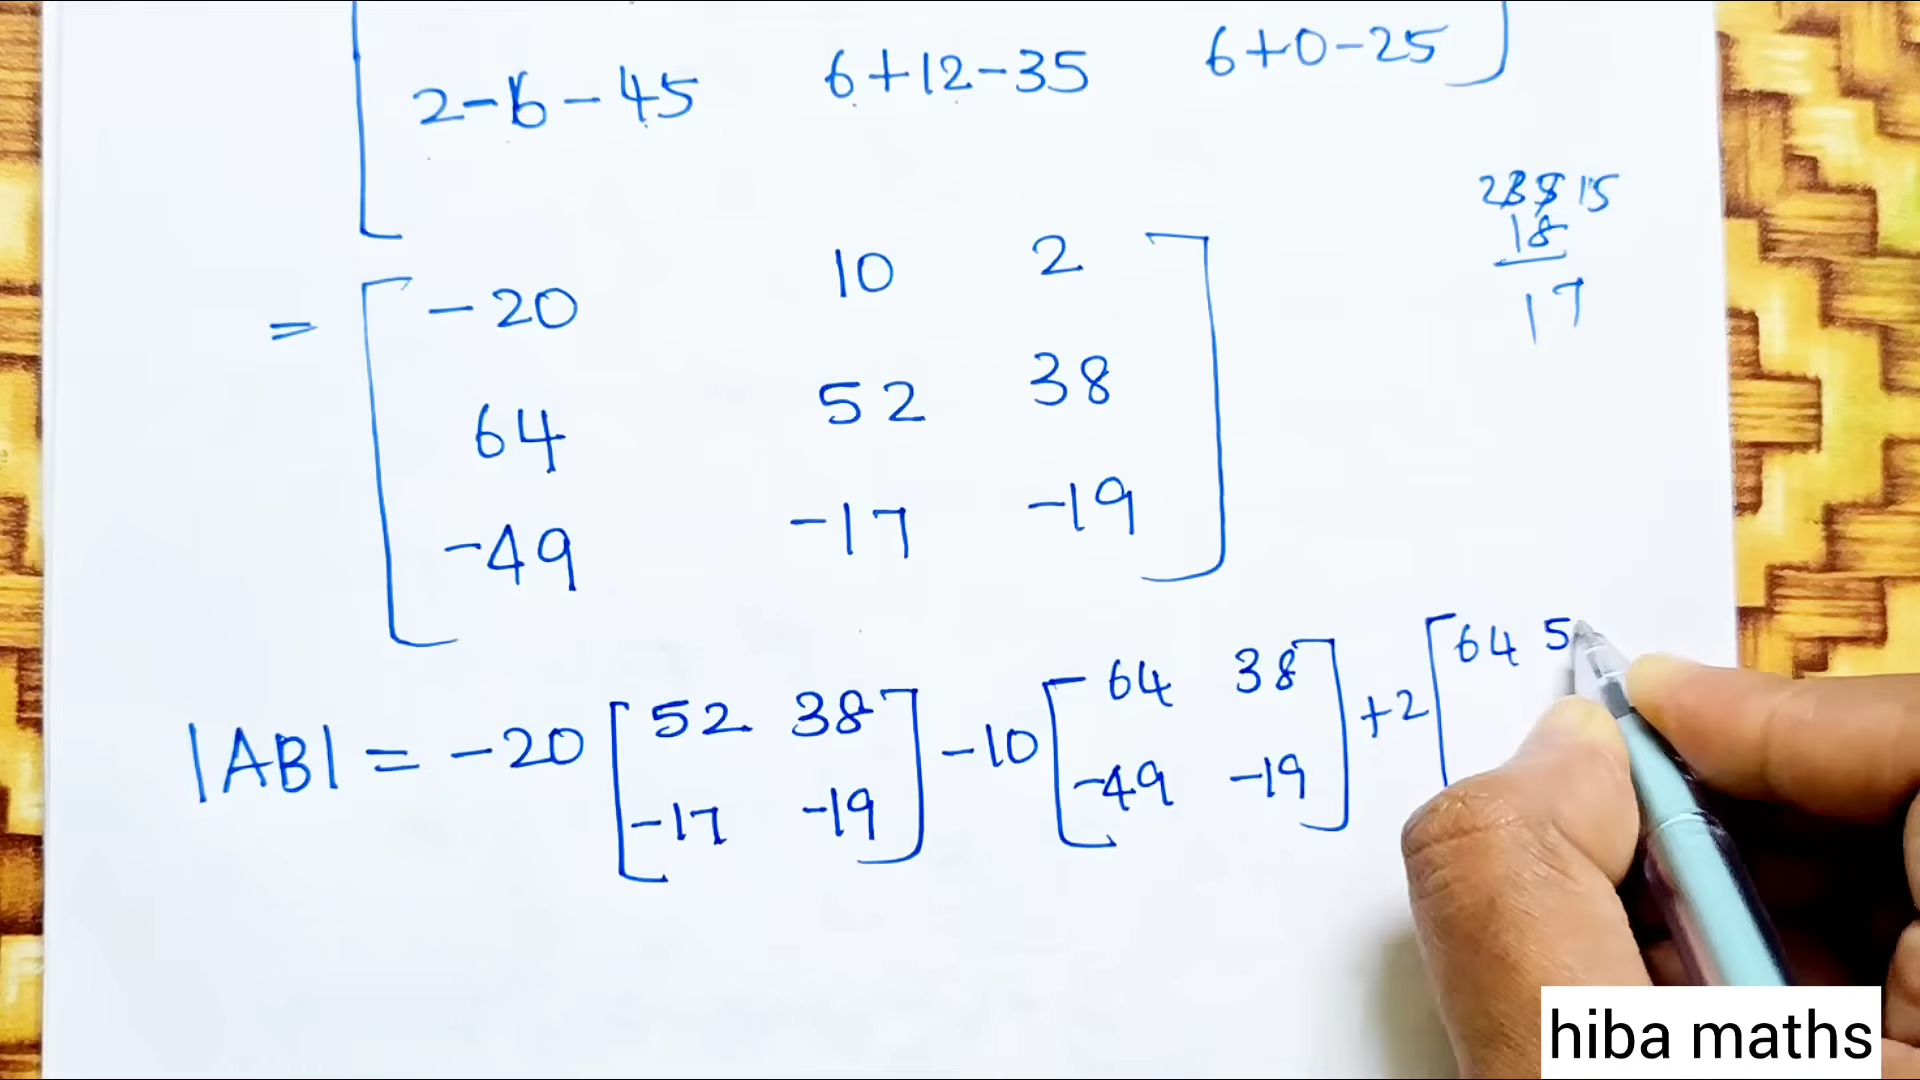 2-6-45 6+12-35 6+0-25
15
18
17
= -20 10 2
64 52 38
-49 -17 -19
|AB| = -20 [52 38 -10 [64 38 +2 [64 5
-17 -19] -49 -19]
hiba maths